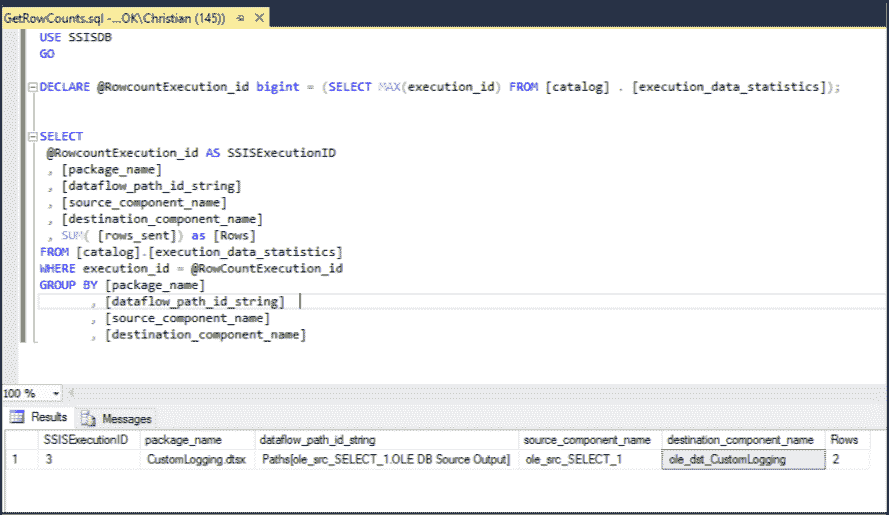 GetRowCounts.sql -...OK\Christian (145))
USE SSISDB
GO
DECLARE @RowcountExecution_id bigint = (SELECT MAX(execution_id) FROM [catalog] . [execution_data_statistics]);
SELECT
@RowcountExecution_id AS SSISExecutionID
, [package_name]
, [dataflow_path_id_string]
, [source_component_name]
, [destination_component_name]
, SUM( [rows_sent]) as [Rows]
FROM [catalog].[execution_data_statistics]
WHERE execution_id = @RowCountExecution_id
GROUP BY [package_name]
, [dataflow_path_id_string]
, [source_component_name]
, [destination_component_name]
100 %
Results Messages
SSISExecutionID package_name dataflow_path_id_string source_component_name destination_component_name Rows
1 3 CustomLogging.dtsx Paths[ole_src_SELECT_1.OLE DB Source Output] ole_src_SELECT_1 ole_dst_CustomLogging 2